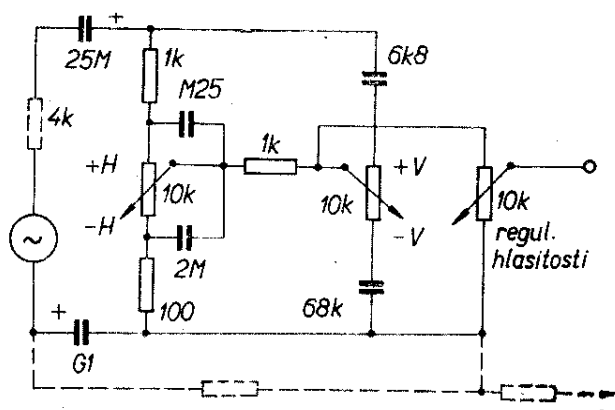 25M
+
1k
6k8
4k
M25
+H
10k
-H
1k
2M
100
10k
+V
-V
10k
regul.
hlasitosti
68k
~
+
G1